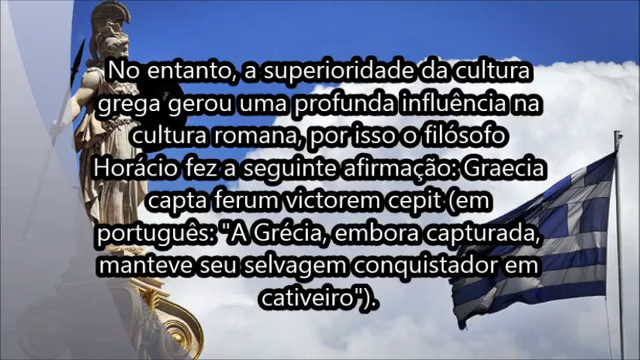 No entanto, a superioridade da cultura
grega gerou uma profunda influência na
cultura romana, por isso o filósofo
Horácio fez a seguinte afirmação: Graecia
capta ferum victorem cepit (em
português: "A Grécia, embora capturada,
manteve seu selvagem conquistador em
cativeiro").